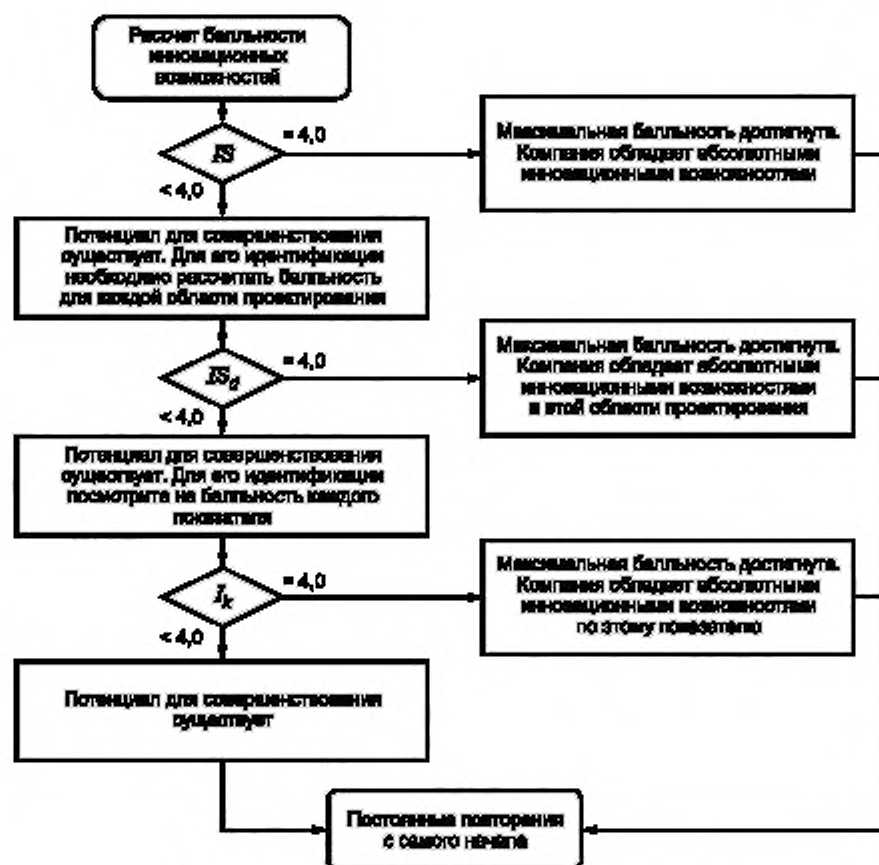 Рассчет балльности
инновационных
возможностей
IS
= 4,0
< 4,0
Максимальная балльность достигнута.
Компания обладает абсолютными
инновационными возможностями
Потенциал для совершенствования
существует. Для его идентификации
необходимо рассчитать балльность
для каждой области проектирования
IS_d
= 4,0
< 4,0
Максимальная балльность достигнута.
Компания обладает абсолютными
инновационными возможностями
в этой области проектирования
Потенциал для совершенствования
существует. Для его идентификации
посмотрите на балльность каждого
показателя
I_k
= 4,0
< 4,0
Максимальная балльность достигнута.
Компания обладает абсолютными
инновационными возможностями
по этому показателю
Потенциал для совершенствования
существует
Постоянные повторения
с самого начала